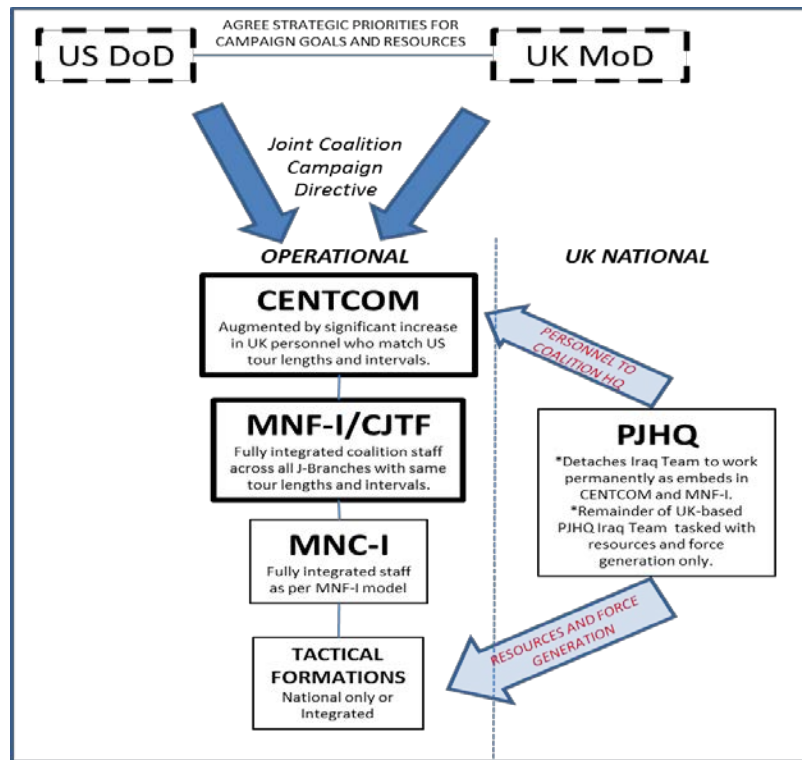 AGREE STRATEGIC PRIORITIES FOR
CAMPAIGN GOALS AND RESOURCES
US DoD
UK MoD
Joint Coalition
Campaign
Directive
OPERATIONAL
UK NATIONAL
CENTCOM
Augmented by significant increase
in UK personnel who match US
tour lengths and intervals.
PERSONNEL TO
COALITION HQ
MNF-I/CJTF
Fully integrated coalition staff
across all J-Branches with same
tour lengths and intervals.
PJHQ
*Detaches Iraq Team to work
permanently as embeds in
CENTCOM and MNF-I.
*Remainder of UK-based
PJHQ Iraq Team tasked with
resources and force
generation only.
MNC-I
Fully integrated staff
as per MNF-I model
RESOURCES AND FORCE
GENERATION
TACTICAL
FORMATIONS
National only or
Integrated